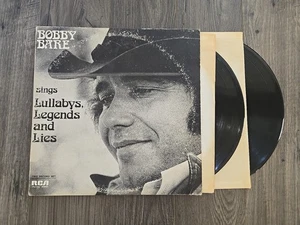 BOBBY
BARE
sings
Lullabys,
Legends
and
Lies
RCA